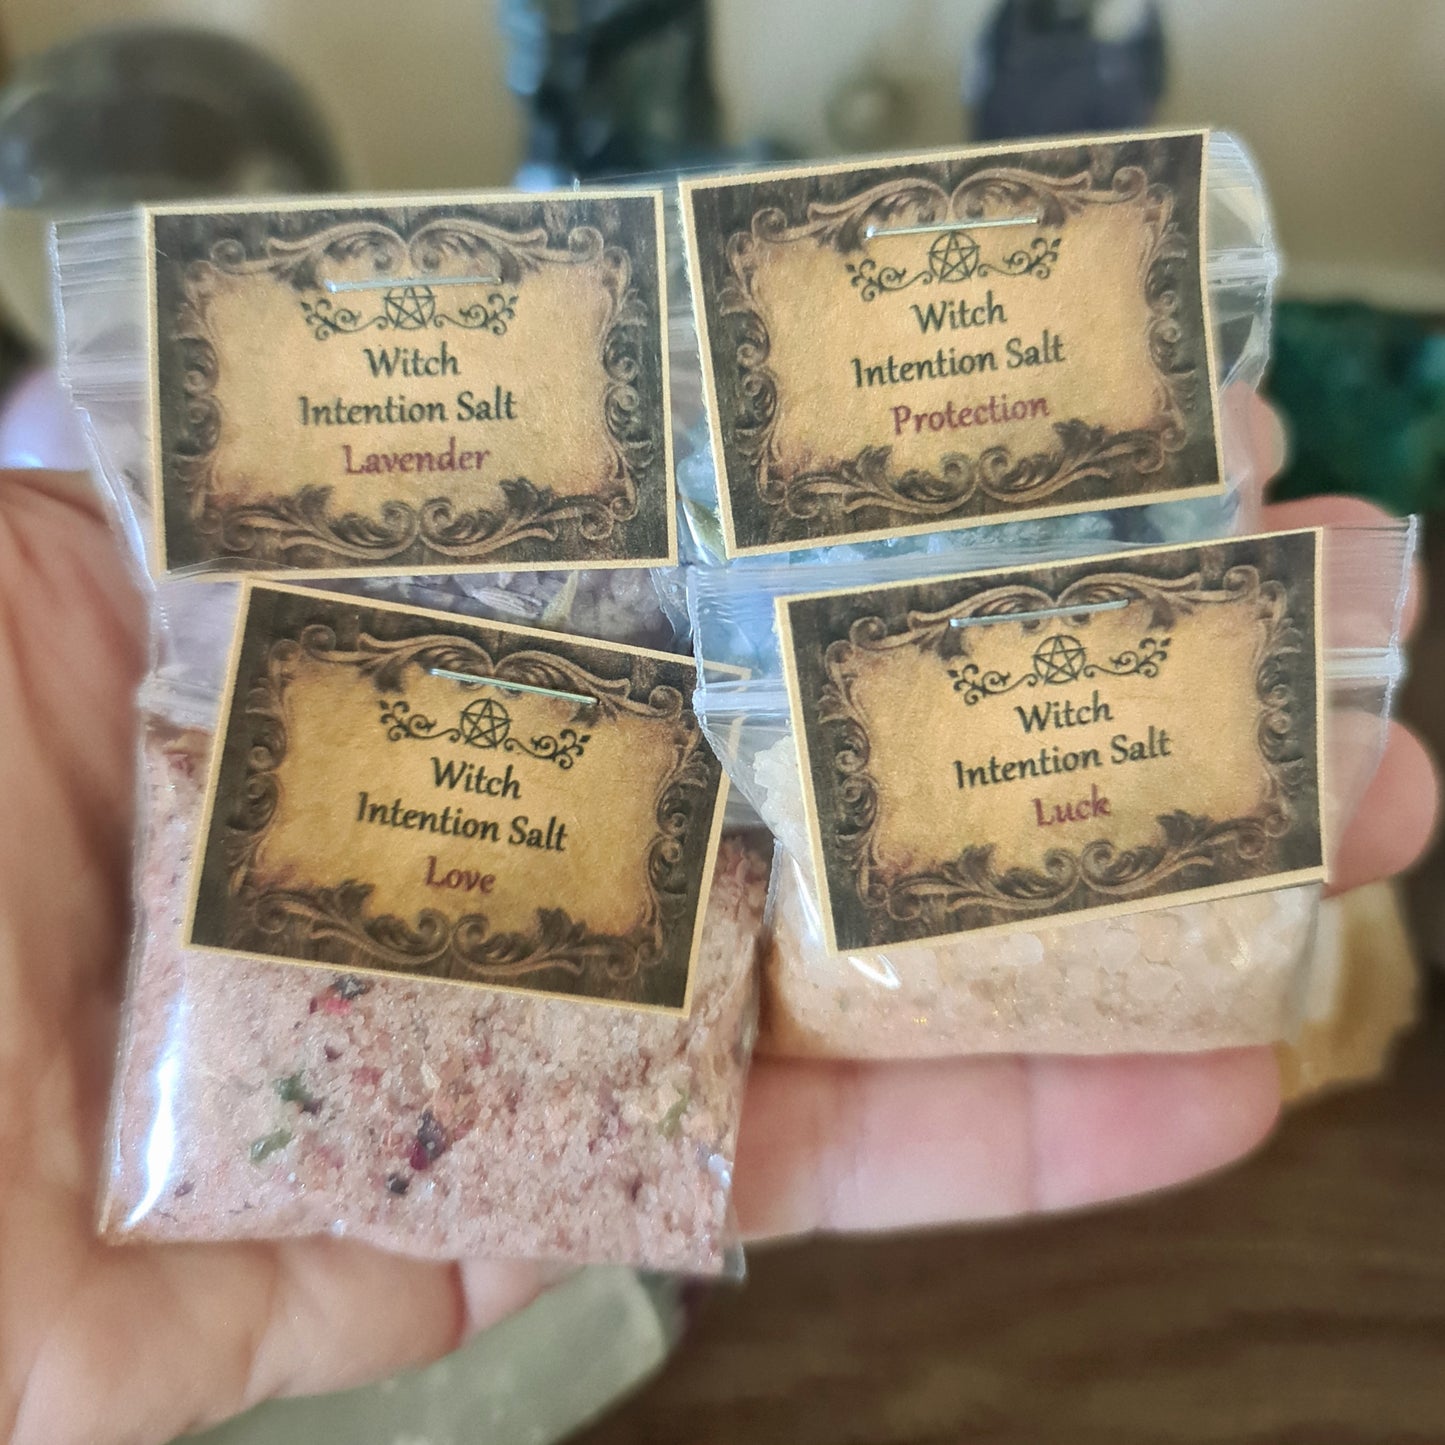 Witch
Intention Salt
Lavender
Witch
Intention Salt
Protection
Witch
Intention Salt
Love
Witch
Intention Salt
Luck